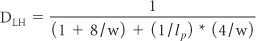 D_LH = 1 / ((1 + 8/w) + (1/l_p) * (4/w))